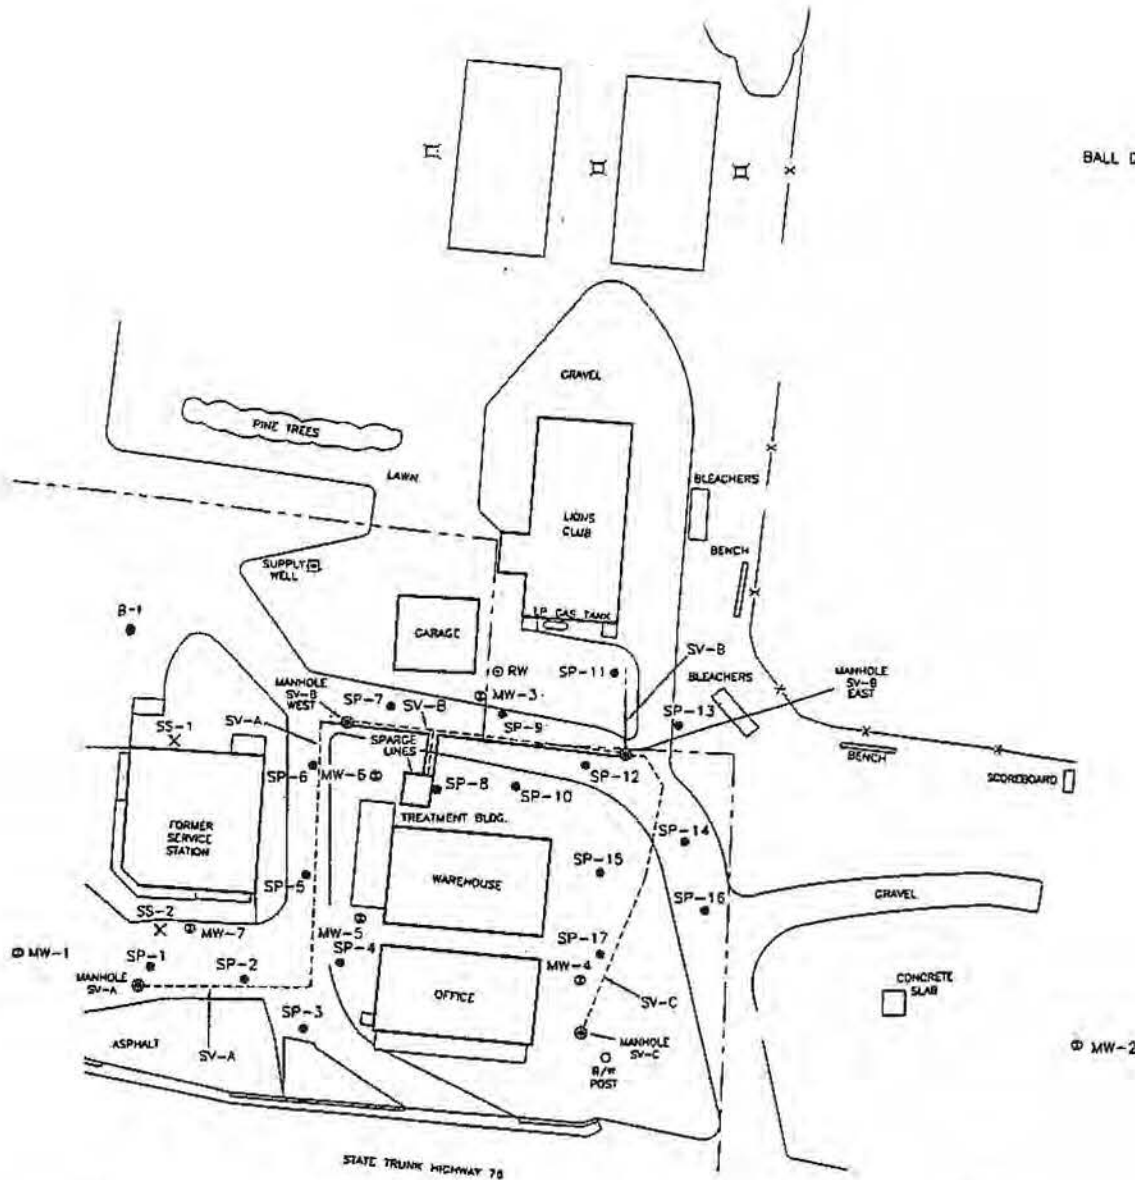 BALL D
GRAVEL
PINE TREES
LAWN
BLEACHERS
LIONS
CLUB
BENCH
SUPPLY
WELL
LP GAS TANK
B-1
GARAGE
SV-B
RW
SP-11
MANHOLE
SV-B
WEST
BLEACHERS
MANHOLE
SV-B
EAST
SP-7
SV-B
MW-3
SP-9
SP-13
SS-1
SV-A
SPARGE
LINES
BENCH
SP-6
MW-6
SP-8
SP-10
SP-12
SCOREBOARD
TREATMENT BLDG.
FORMER
SERVICE
STATION
SP-14
SP-15
WAREHOUSE
SP-5
SP-16
GRAVEL
SS-2
MW-7
MW-5
SP-4
SP-17
MW-1
SP-1
SP-2
MW-4
MANHOLE
SV-A
OFFICE
SV-C
CONCRETE
SLAB
SP-3
ASPHALT
SV-A
MANHOLE
SV-C
POST
MW-2
STATE TRUNK HIGHWAY